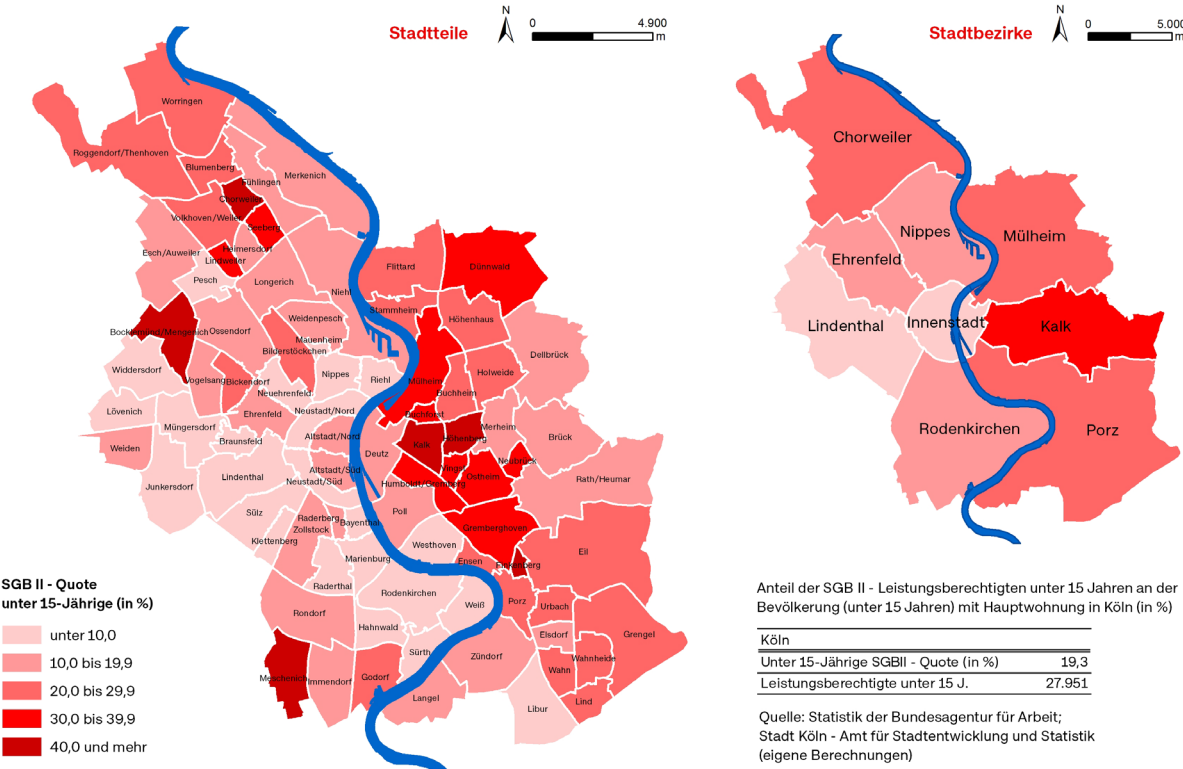 Stadtteile
N
0
4.900
m
Stadtbezirke
N
0
5.000
m
Worringen
Roggendorf/Thenhoven
Blumenberg
Fühlingen
Merkenich
Chorweiler
Volkhoven/Weiler
Seeberg
Heimersdorf
Lindweiler
Esch/Auweiler
Pesch
Longerich
Niehl
Flittard
Dünnwald
Stammheim
Höhenhaus
Weidenpesch
Mauenheim
Bocklemünd/Mengenich
Ossendorf
Bilderstöckchen
Dellbrück
Widdersdorf
Vogelsang
Bickendorf
Nippes
Riehl
Mülheim
Holweide
Buchheim
Neuehrenfeld
Lövenich
Ehrenfeld
Neustadt/Nord
Buchforst
Müngersdorf
Merheim
Braunsfeld
Altstadt/Nord
Kalk
Höhenberg
Brück
Weiden
Deutz
Neubrück
Lindenthal
Altstadt/Süd
Neustadt/Süd
Vingst
Ostheim
Humboldt/Gremberg
Rath/Heumar
Junkersdorf
Sülz
Raderberg
Zollstock
Bayenthal
Poll
Gremberghoven
Klettenberg
Westhoven
Marienburg
Ensen
Finkenberg
Eil
Raderthal
Rodenkirchen
Weiß
Porz
Urbach
Rondorf
Hahnwald
Elsdorf
Grengel
Sürth
Zündorf
Wahnheide
Wahn
Meschenich
Immendorf
Godorf
Langel
Libur
Lind
Chorweiler
Nippes
Mülheim
Ehrenfeld
Lindenthal
Innenstadt
Kalk
Rodenkirchen
Porz
SGB II - Quote
unter 15-Jährige (in %)
unter 10,0
10,0 bis 19,9
20,0 bis 29,9
30,0 bis 39,9
40,0 und mehr
Anteil der SGB II - Leistungsberechtigten unter 15 Jahren an der
Bevölkerung (unter 15 Jahren) mit Hauptwohnung in Köln (in %)
Köln
Unter 15-Jährige SGBII - Quote (in %) 19,3
Leistungsberechtigte unter 15 J. 27.951
Quelle: Statistik der Bundesagentur für Arbeit;
Stadt Köln - Amt für Stadtentwicklung und Statistik
(eigene Berechnungen)